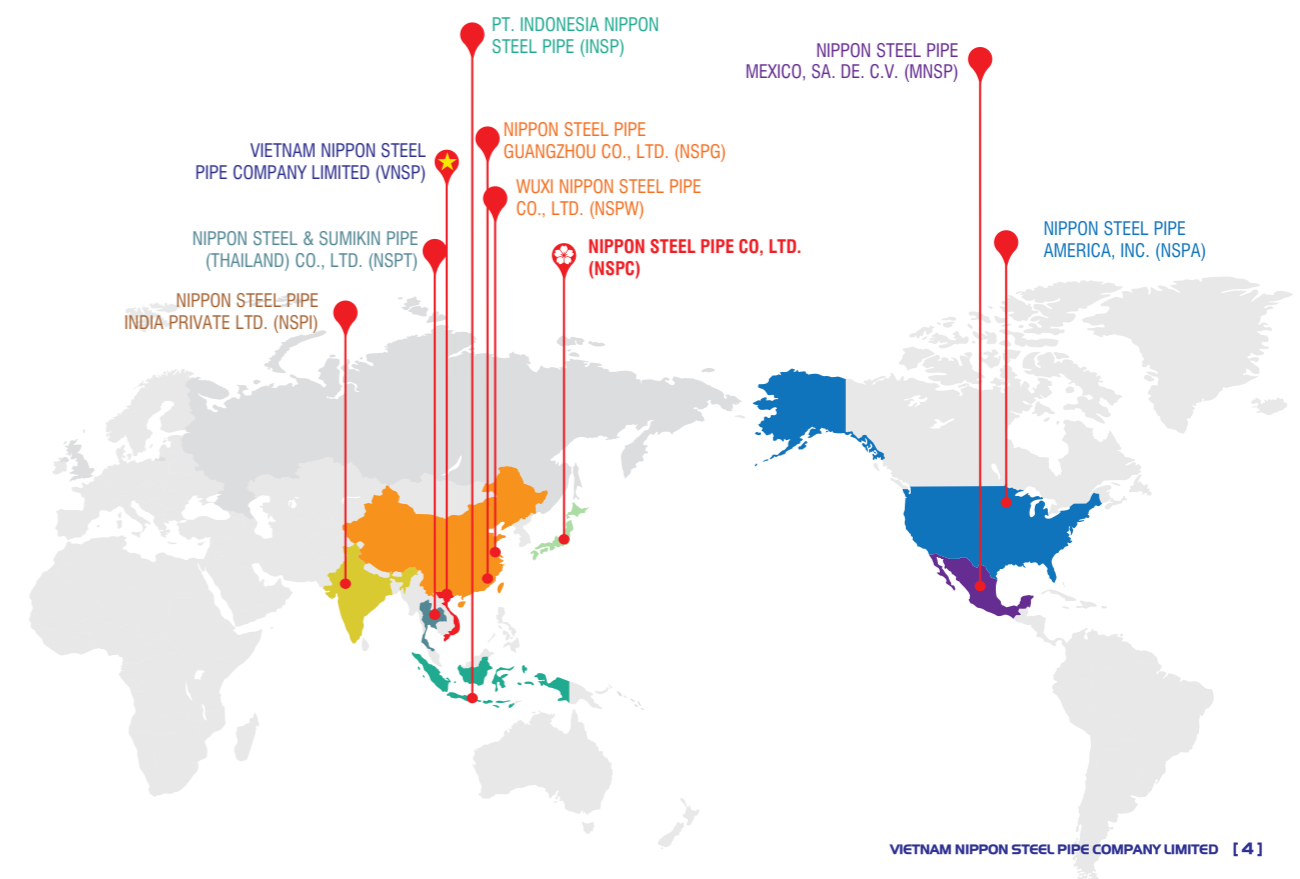 PT. INDONESIA NIPPON
STEEL PIPE (INSP)
NIPPON STEEL PIPE
MEXICO, SA. DE. C.V. (MNSP)
NIPPON STEEL PIPE
GUANGZHOU CO., LTD. (NSPG)
VIETNAM NIPPON STEEL
PIPE COMPANY LIMITED (VNSP)
WUXI NIPPON STEEL PIPE
CO., LTD. (NSPW)
NIPPON STEEL & SUMIKIN PIPE
(THAILAND) CO., LTD. (NSPT)
NIPPON STEEL PIPE CO, LTD.
(NSPC)
NIPPON STEEL PIPE
AMERICA, INC. (NSPA)
NIPPON STEEL PIPE
INDIA PRIVATE LTD. (NSPI)
VIETNAM NIPPON STEEL PIPE COMPANY LIMITED [ 4 ]